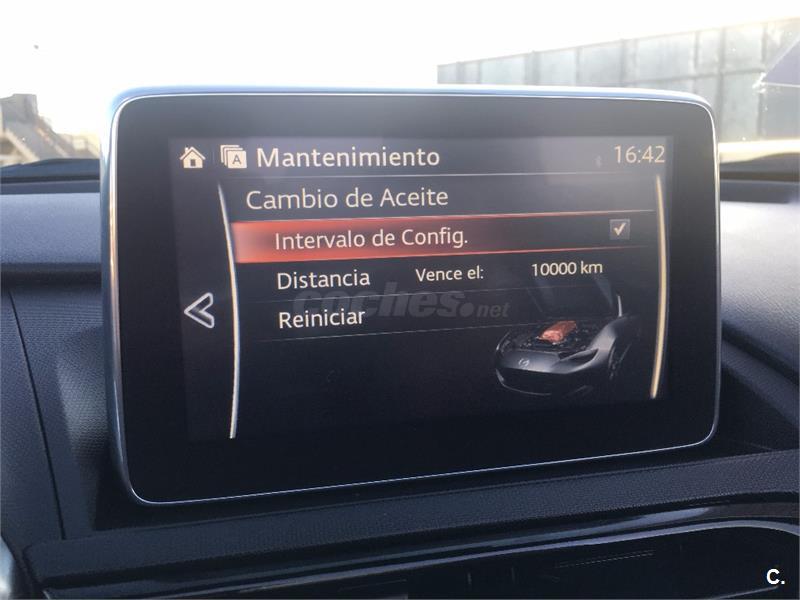 A Mantenimiento 16:42
Cambio de Aceite
Intervalo de Config.
Distancia Vence el: 10000 km
coches.net
Reiniciar
C.